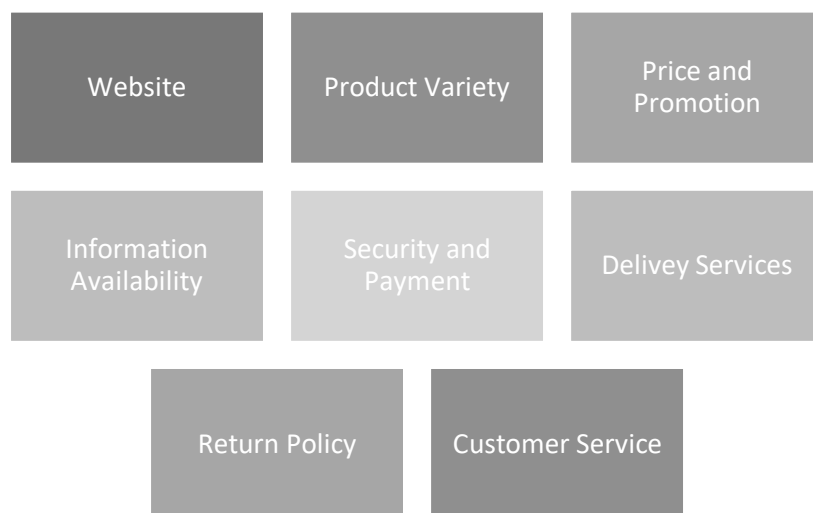 Website
Product Variety
Price and
Promotion
Information
Availability
Security and
Payment
Delivey Services
Return Policy
Customer Service